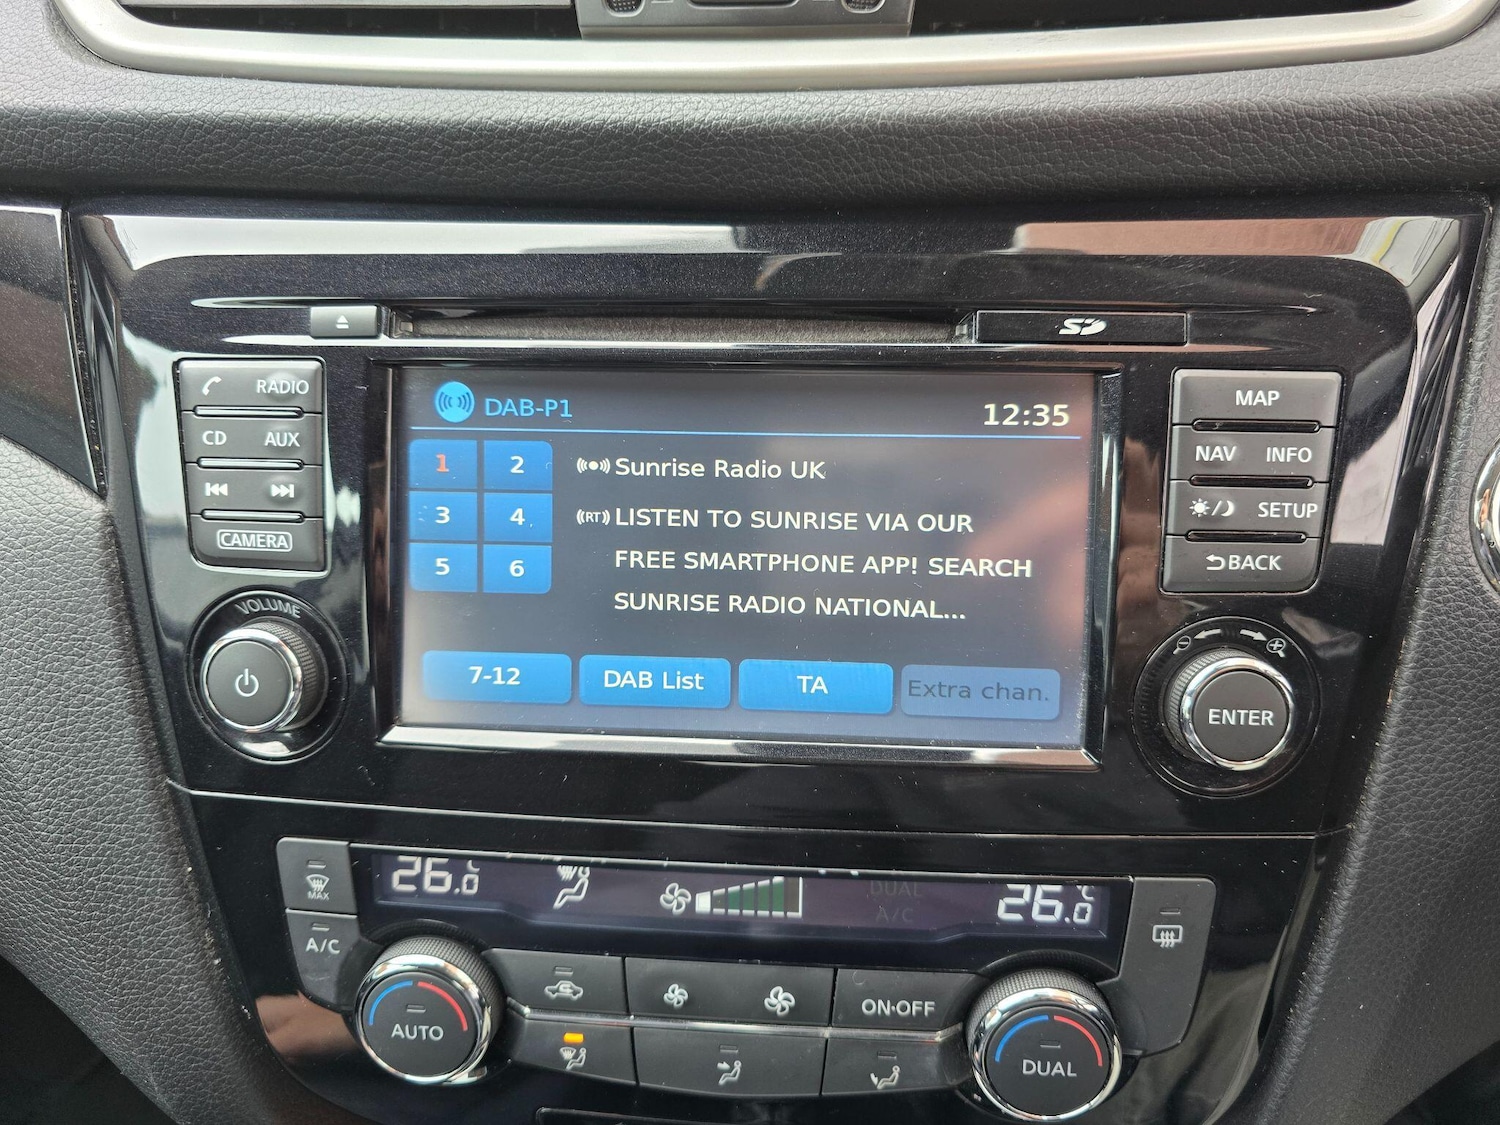 SD
RADIO
CD AUX
CAMERA
VOLUME
DAB-P1 12:35
1 2
3 4
5 6
Sunrise Radio UK
RT LISTEN TO SUNRISE VIA OUR
FREE SMARTPHONE APP! SEARCH
SUNRISE RADIO NATIONAL...
7-12 DAB List TA Extra chan.
MAP
NAV INFO
/ SETUP
BACK
ENTER
26.0°C DUAL 26.0°C
A/C
MAX
A/C
AUTO
ON·OFF
DUAL